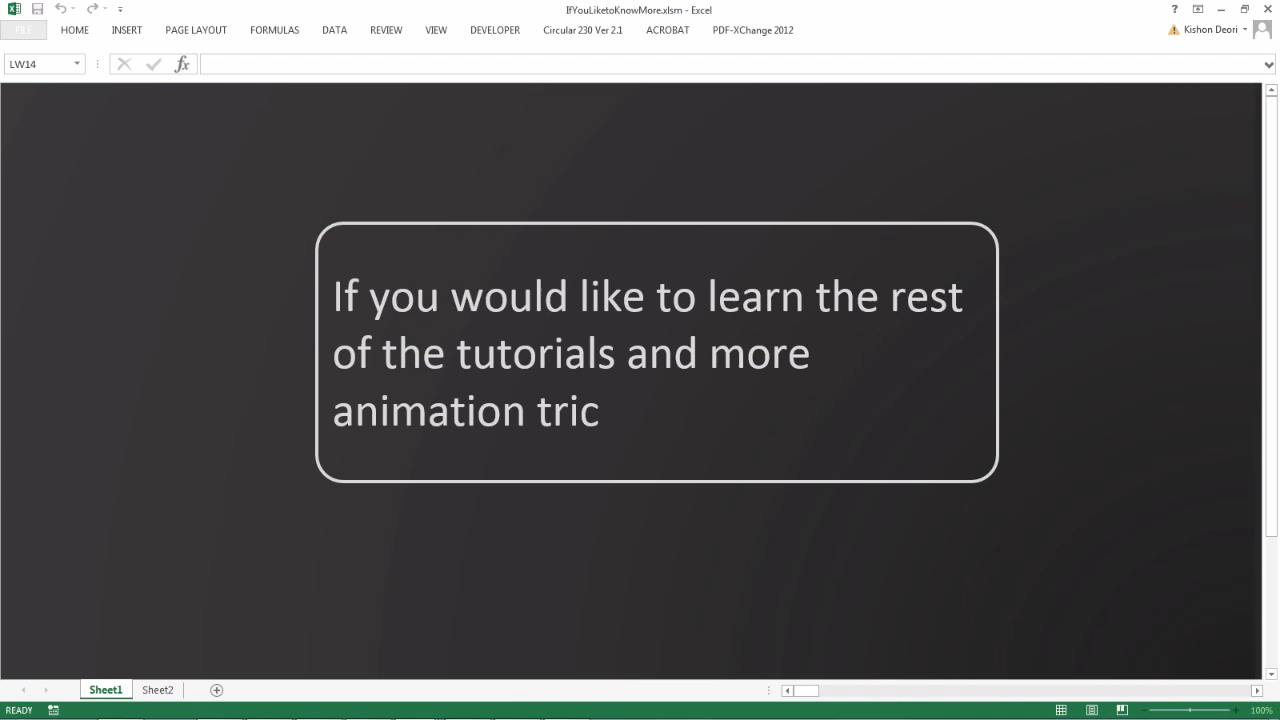 IfYouLiketoKnowMore.xlsm - Excel
?
FILE HOME INSERT PAGE LAYOUT FORMULAS DATA REVIEW VIEW DEVELOPER Circular 230 Ver 2.1 ACROBAT PDF-XChange 2012 Kishon Deori
LW14 fx
If you would like to learn the rest
of the tutorials and more
animation tric
Sheet1 Sheet2
READY 100%